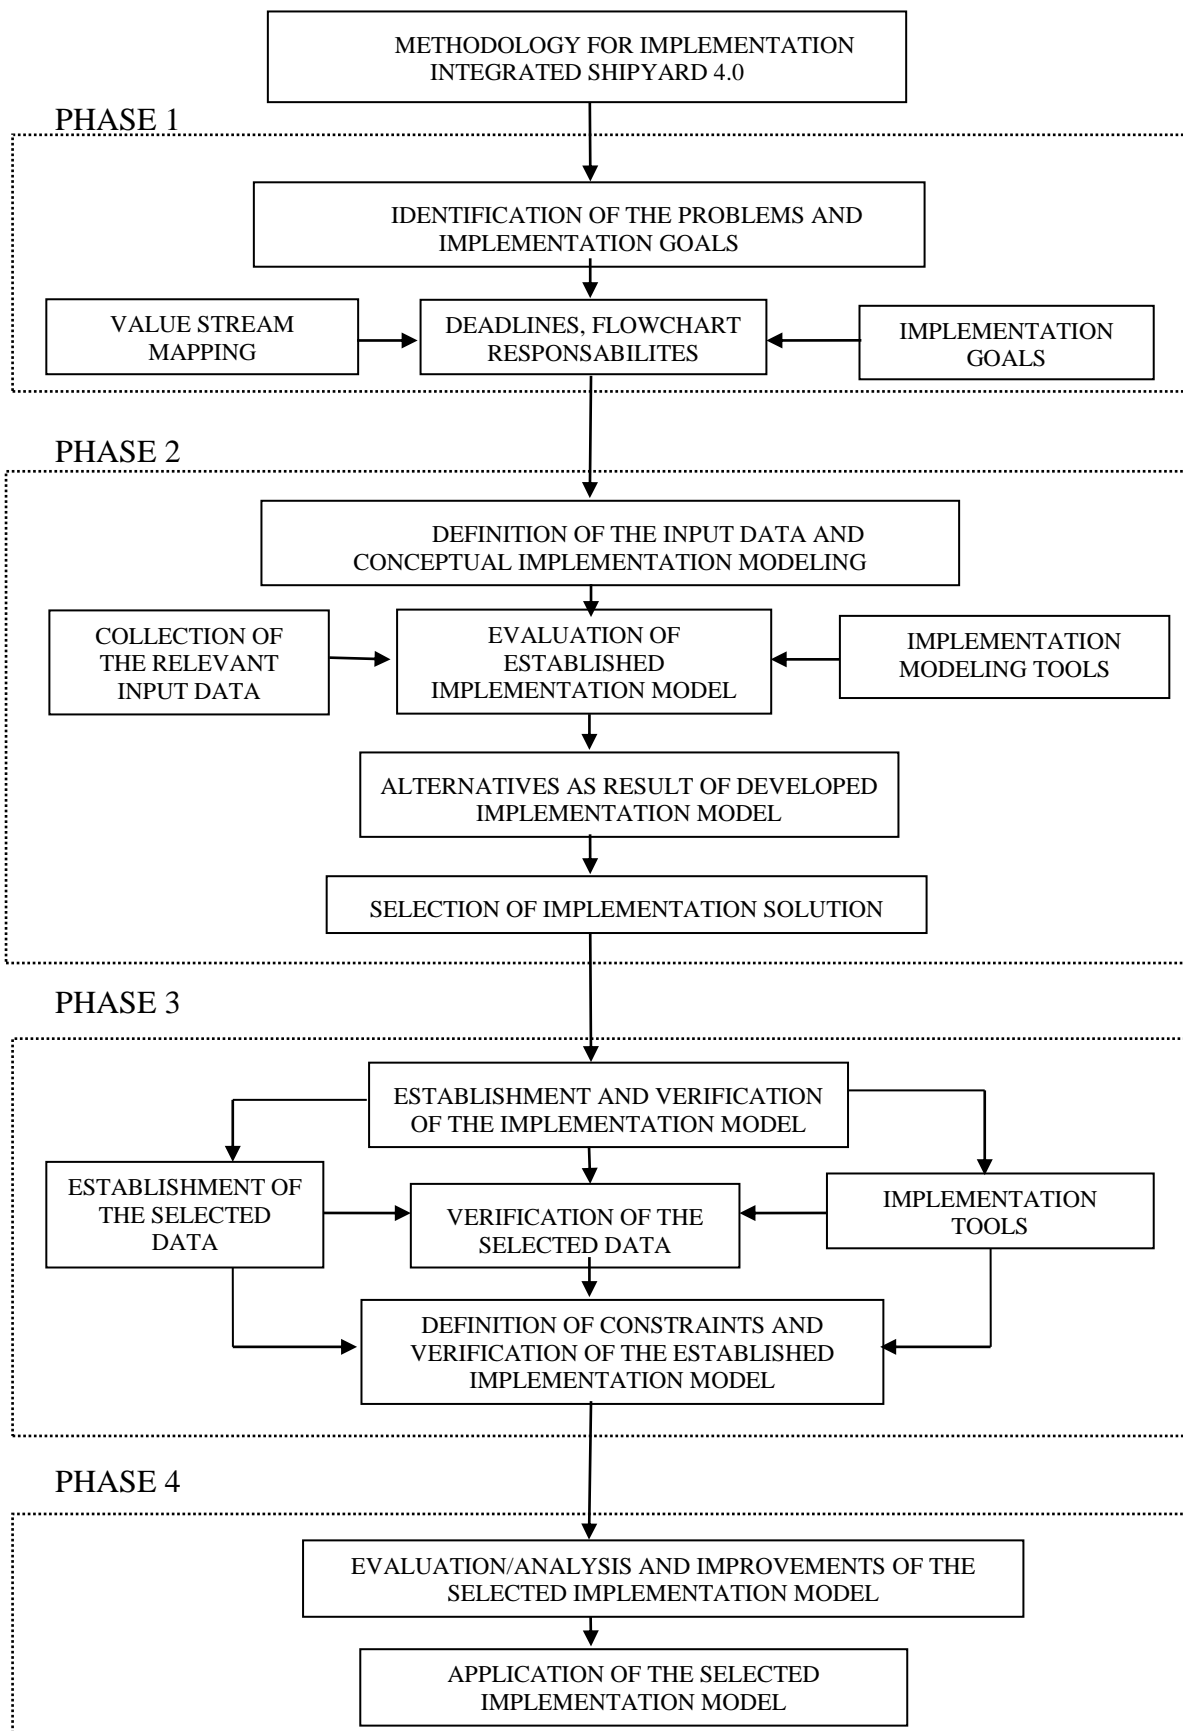 METHODOLOGY FOR IMPLEMENTATION
INTEGRATED SHIPYARD 4.0
PHASE 1
IDENTIFICATION OF THE PROBLEMS AND
IMPLEMENTATION GOALS
VALUE STREAM
MAPPING
DEADLINES, FLOWCHART
RESPONSABILITES
IMPLEMENTATION
GOALS
PHASE 2
DEFINITION OF THE INPUT DATA AND
CONCEPTUAL IMPLEMENTATION MODELING
COLLECTION OF
THE RELEVANT
INPUT DATA
EVALUATION OF
ESTABLISHED
IMPLEMENTATION MODEL
IMPLEMENTATION
MODELING TOOLS
ALTERNATIVES AS RESULT OF DEVELOPED
IMPLEMENTATION MODEL
SELECTION OF IMPLEMENTATION SOLUTION
PHASE 3
ESTABLISHMENT AND VERIFICATION
OF THE IMPLEMENTATION MODEL
ESTABLISHMENT OF
THE SELECTED
DATA
VERIFICATION OF THE
SELECTED DATA
IMPLEMENTATION
TOOLS
DEFINITION OF CONSTRAINTS AND
VERIFICATION OF THE ESTABLISHED
IMPLEMENTATION MODEL
PHASE 4
EVALUATION/ANALYSIS AND IMPROVEMENTS OF THE
SELECTED IMPLEMENTATION MODEL
APPLICATION OF THE SELECTED
IMPLEMENTATION MODEL